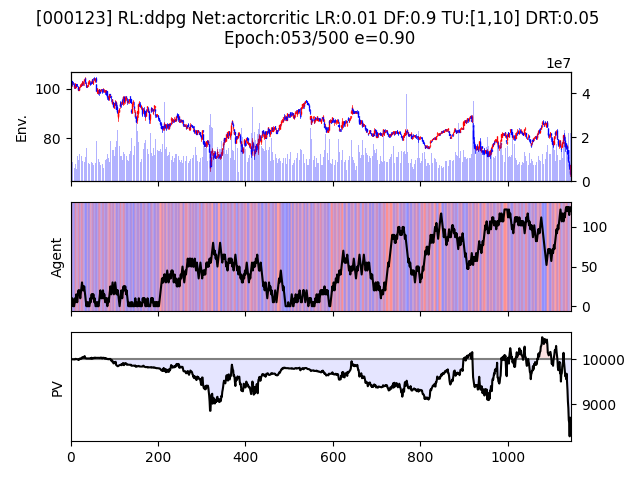 [000123] RL:ddpg Net:actorcritic LR:0.01 DF:0.9 TU:[1,10] DRT:0.05
Epoch:053/500 e=0.90
1e7
Env.
100
80
4
2
0
Agent
100
50
0
PV
10000
9000
0
200
400
600
800
1000